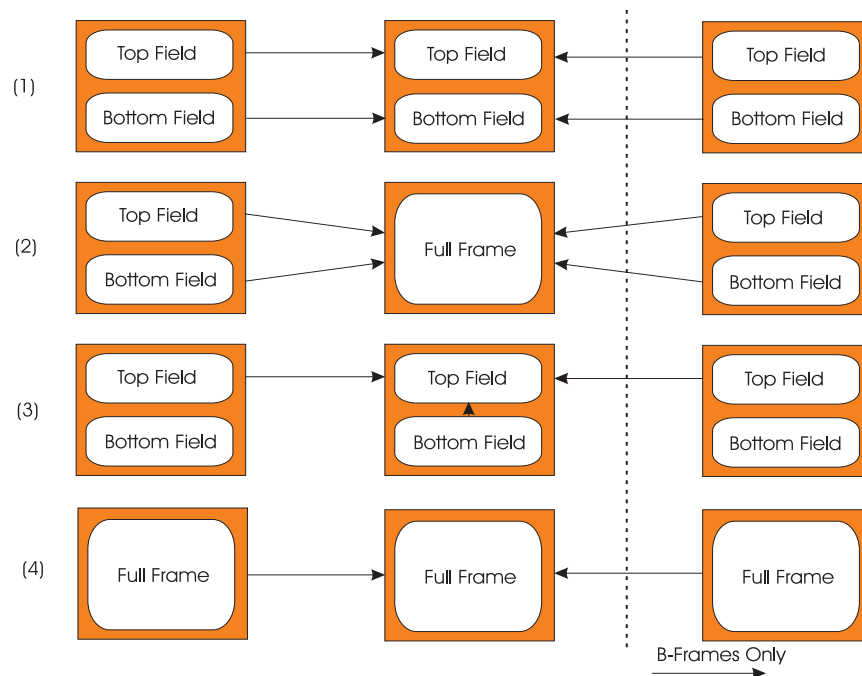 Top Field Top Field Top Field
(1)
Bottom Field Bottom Field Bottom Field
Top Field Top Field
(2) Full Frame
Bottom Field Bottom Field
Top Field Top Field Top Field
(3)
Bottom Field Bottom Field Bottom Field
(4) Full Frame Full Frame Full Frame
B-Frames Only